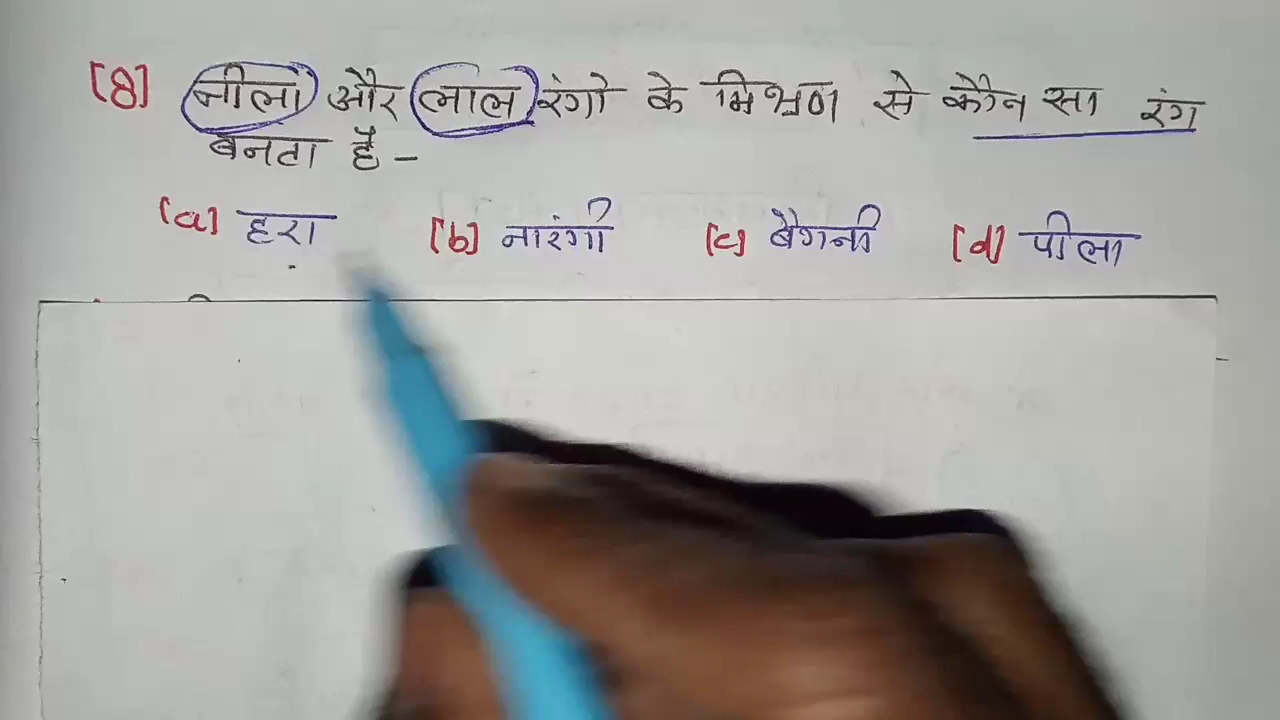 [8] नीला और लाल रंगो के मिश्रण से कौन सा रंग
बनता है -
[a] हरा [b] नारंगी [c] बैगनी [d] पीला